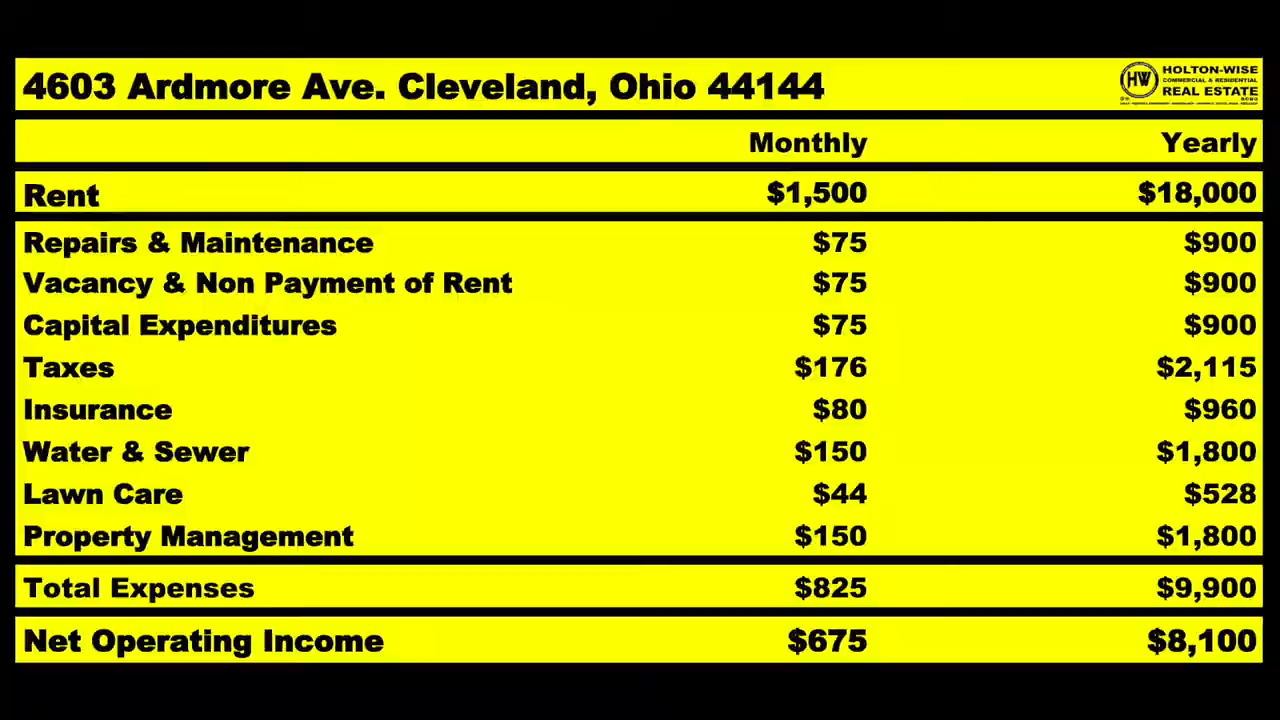 4603 Ardmore Ave. Cleveland, Ohio 44144
HW HOLTON-WISE
COMMERCIAL & RESIDENTIAL
REAL ESTATE
Monthly Yearly
Rent $1,500 $18,000
Repairs & Maintenance $75 $900
Vacancy & Non Payment of Rent $75 $900
Capital Expenditures $75 $900
Taxes $176 $2,115
Insurance $80 $960
Water & Sewer $150 $1,800
Lawn Care $44 $528
Property Management $150 $1,800
Total Expenses $825 $9,900
Net Operating Income $675 $8,100